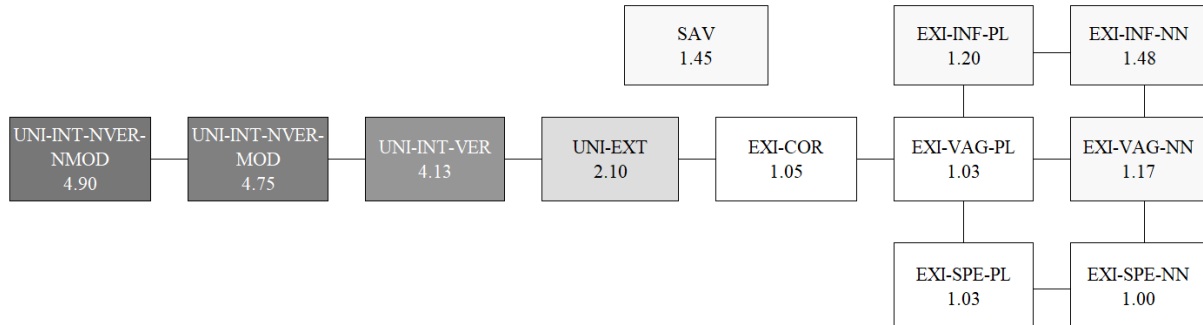 SAV
1.45
EXI-INF-PL
1.20
EXI-INF-NN
1.48
UNI-INT-NVER-
NMOD
4.90
UNI-INT-NVER-
MOD
4.75
UNI-INT-VER
4.13
UNI-EXT
2.10
EXI-COR
1.05
EXI-VAG-PL
1.03
EXI-VAG-NN
1.17
EXI-SPE-PL
1.03
EXI-SPE-NN
1.00